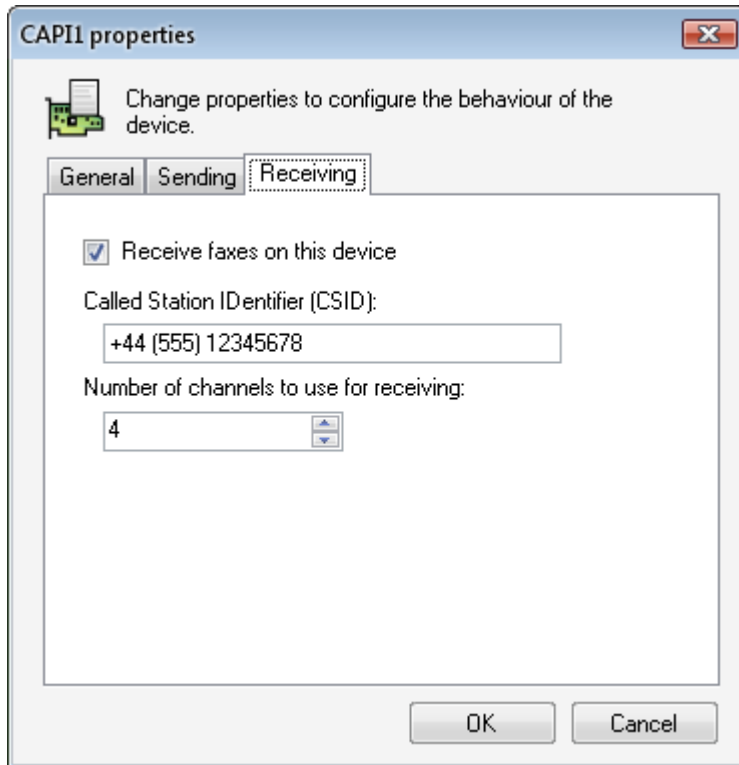 CAPI1 properties
Change properties to configure the behaviour of the
device.
General Sending Receiving
Receive faxes on this device
Called Station IDentifier (CSID):
+44 (555) 12345678
Number of channels to use for receiving:
4
OK Cancel